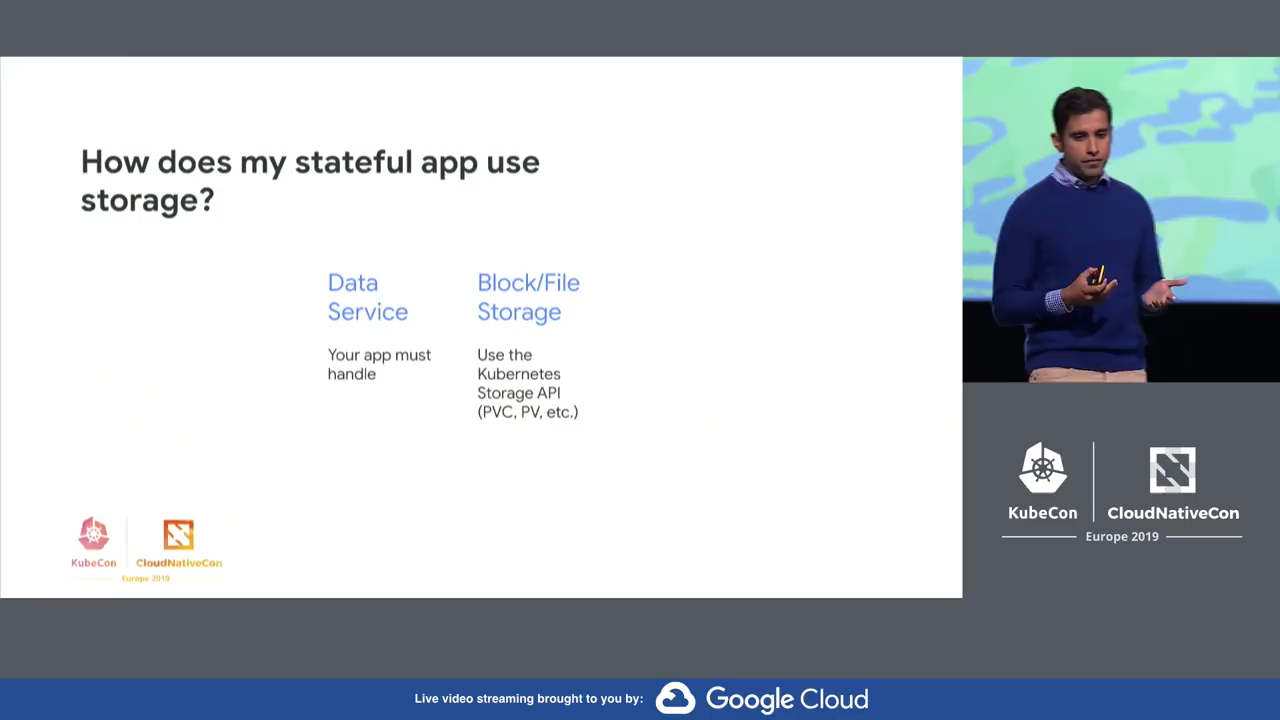 How does my stateful app use
storage?
Data
Service
Your app must
handle
Block/File
Storage
Use the
Kubernetes
Storage API
(PVC, PV, etc.)
KubeCon
CloudNativeCon
Europe 2019
KubeCon
CloudNativeCon
Europe 2019
Live video streaming brought to you by:
Google Cloud